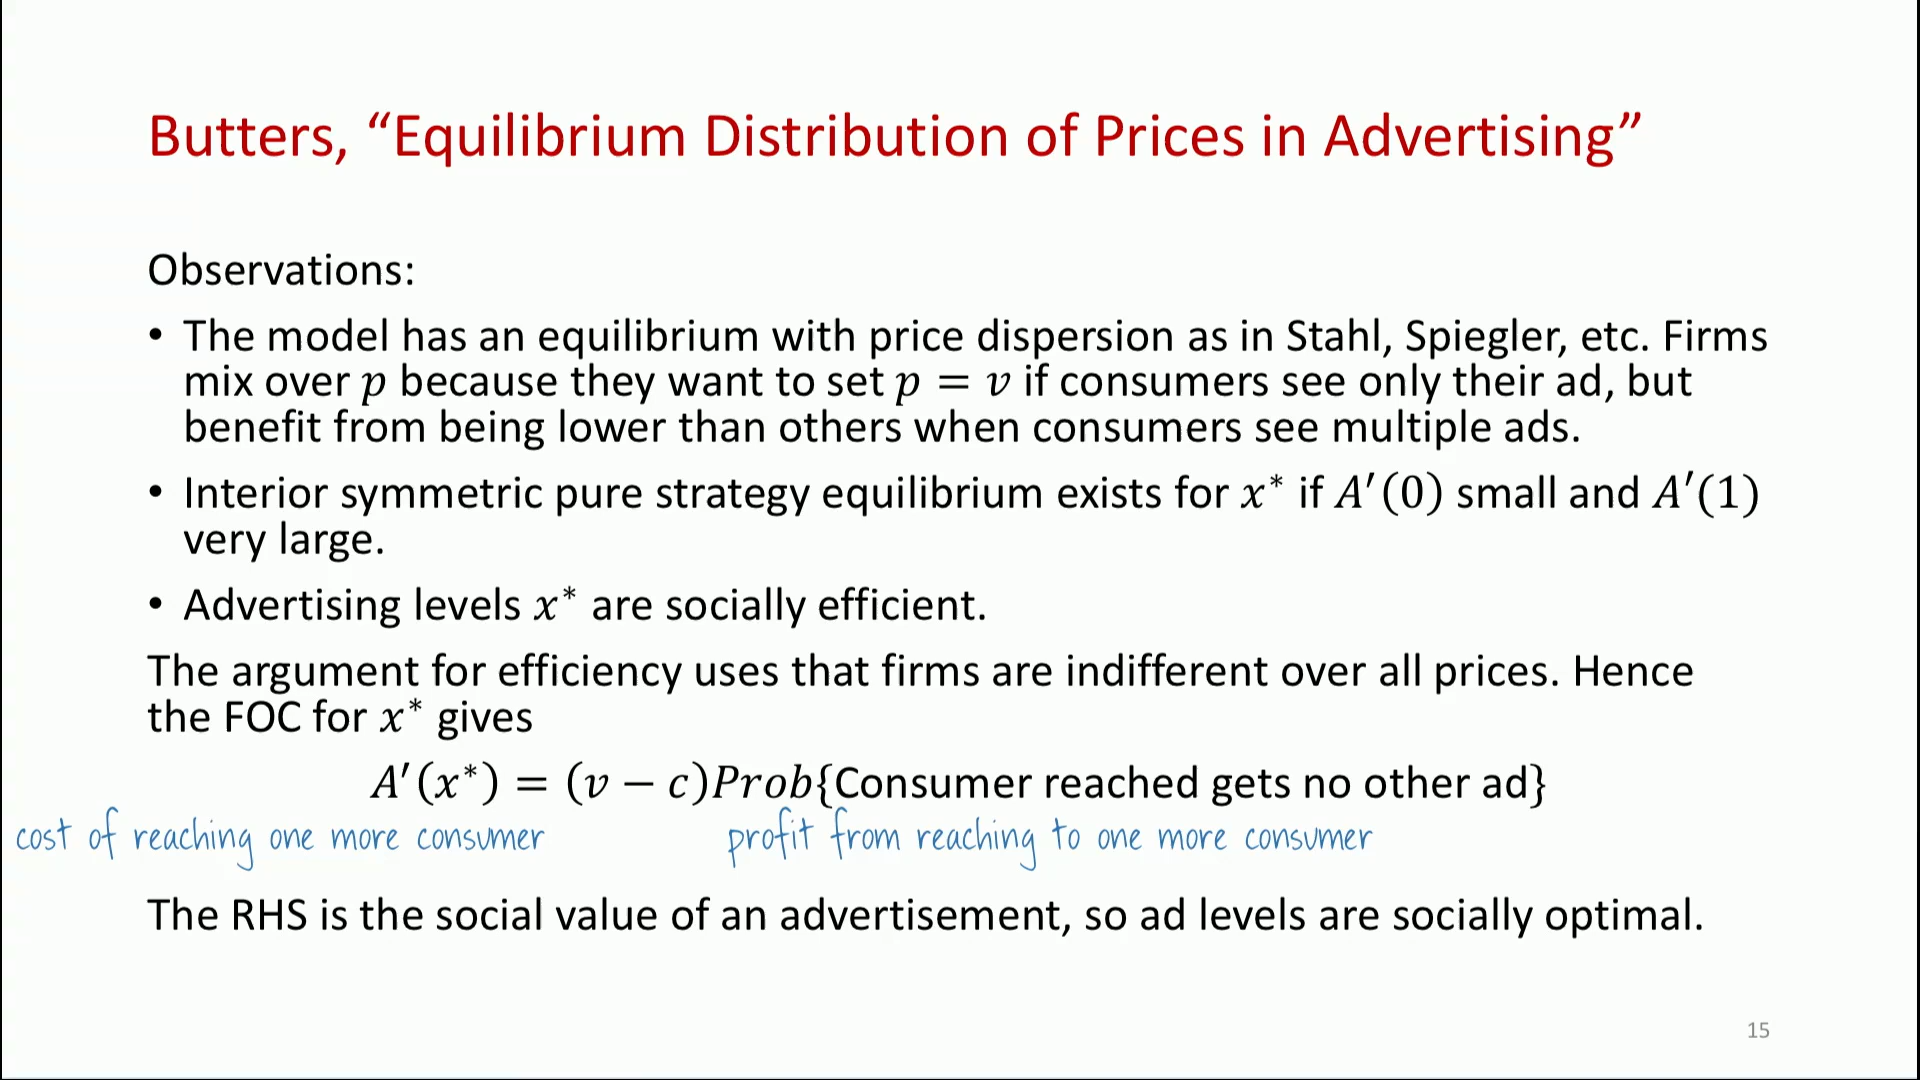 Butters, “Equilibrium Distribution of Prices in Advertising”
Observations:
• The model has an equilibrium with price dispersion as in Stahl, Spiegler, etc. Firms
mix over p because they want to set p = v if consumers see only their ad, but
benefit from being lower than others when consumers see multiple ads.
• Interior symmetric pure strategy equilibrium exists for x* if A′(0) small and A′(1)
very large.
• Advertising levels x* are socially efficient.
The argument for efficiency uses that firms are indifferent over all prices. Hence
the FOC for x* gives
A′(x*) = (v − c)Prob{Consumer reached gets no other ad}
cost of reaching one more consumer profit from reaching to one more consumer
The RHS is the social value of an advertisement, so ad levels are socially optimal.
15